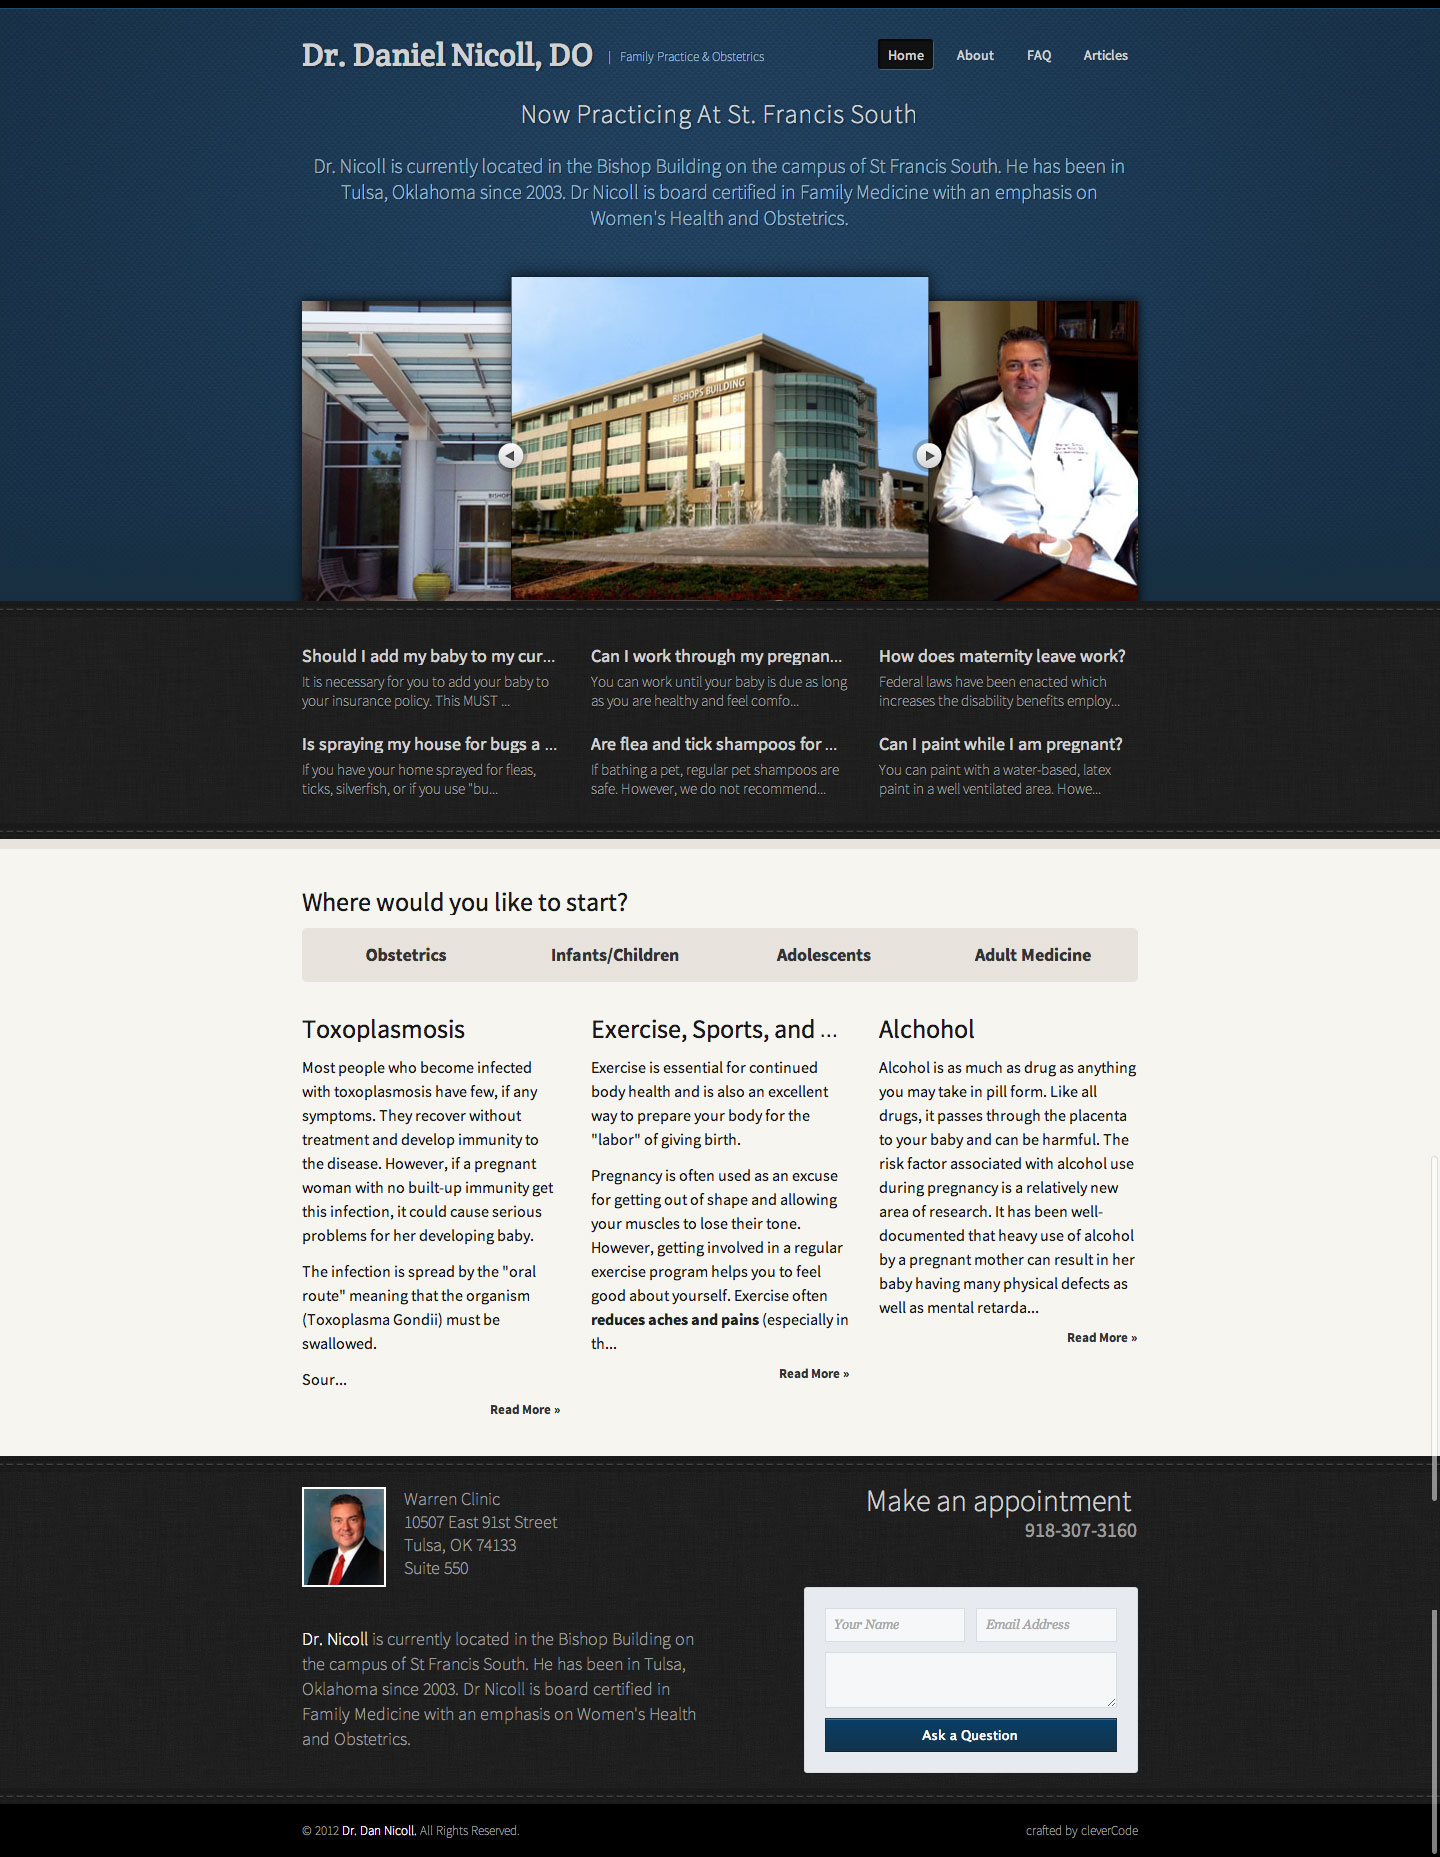 Dr. Daniel Nicoll, DO | Family Practice & Obstetrics
Home About FAQ Articles
Now Practicing At St. Francis South
Dr. Nicoll is currently located in the Bishop Building on the campus of St Francis South. He has been in
Tulsa, Oklahoma since 2003. Dr Nicoll is board certified in Family Medicine with an emphasis on
Women's Health and Obstetrics.
BISHOPS
BISHOPS BUILDING
Should I add my baby to my cur...
It is necessary for you to add your baby to
your insurance policy. This MUST ...
Can I work through my pregnan...
You can work until your baby is due as long
as you are healthy and feel comfo...
How does maternity leave work?
Federal laws have been enacted which
increases the disability benefits employ...
Is spraying my house for bugs a ...
If you have your home sprayed for fleas,
ticks, silverfish, or if you use "bu...
Are flea and tick shampoos for ...
If bathing a pet, regular pet shampoos are
safe. However, we do not recommend...
Can I paint while I am pregnant?
You can paint with a water-based, latex
paint in a well ventilated area. Howe...
Where would you like to start?
Obstetrics Infants/Children Adolescents Adult Medicine
Toxoplasmosis
Most people who become infected
with toxoplasmosis have few, if any
symptoms. They recover without
treatment and develop immunity to
the disease. However, if a pregnant
woman with no built-up immunity get
this infection, it could cause serious
problems for her developing baby.
The infection is spread by the "oral
route" meaning that the organism
(Toxoplasma Gondii) must be
swallowed.
Sour...
Read More »
Exercise, Sports, and ...
Exercise is essential for continued
body health and is also an excellent
way to prepare your body for the
"labor" of giving birth.
Pregnancy is often used as an excuse
for getting out of shape and allowing
your muscles to lose their tone.
However, getting involved in a regular
exercise program helps you to feel
good about yourself. Exercise often
reduces aches and pains (especially in
th...
Read More »
Alchohol
Alcohol is as much as drug as anything
you may take in pill form. Like all
drugs, it passes through the placenta
to your baby and can be harmful. The
risk factor associated with alcohol use
during pregnancy is a relatively new
area of research. It has been well-
documented that heavy use of alcohol
by a pregnant mother can result in her
baby having many physical defects as
well as mental retarda...
Read More »
Warren Clinic
10507 East 91st Street
Tulsa, OK 74133
Suite 550
Dr. Nicoll is currently located in the Bishop Building on
the campus of St Francis South. He has been in Tulsa,
Oklahoma since 2003. Dr Nicoll is board certified in
Family Medicine with an emphasis on Women's Health
and Obstetrics.
Make an appointment
918-307-3160
Your Name Email Address
Ask a Question
© 2012 Dr. Dan Nicoll. All Rights Reserved.
crafted by cleverCode